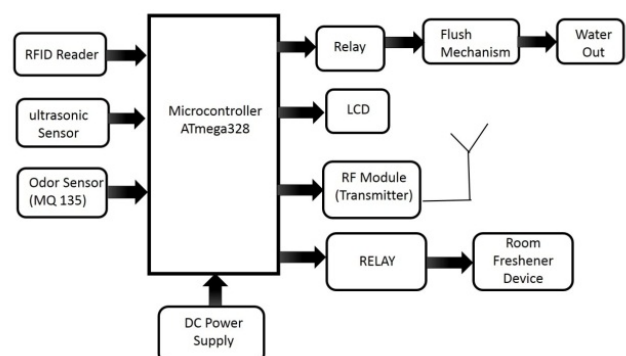 RFID Reader
ultrasonic
Sensor
Odor Sensor
(MQ 135)
Microcontroller
ATmega328
DC Power
Supply
Relay
Flush
Mechanism
Water
Out
LCD
RF Module
(Transmitter)
RELAY
Room
Freshener
Device